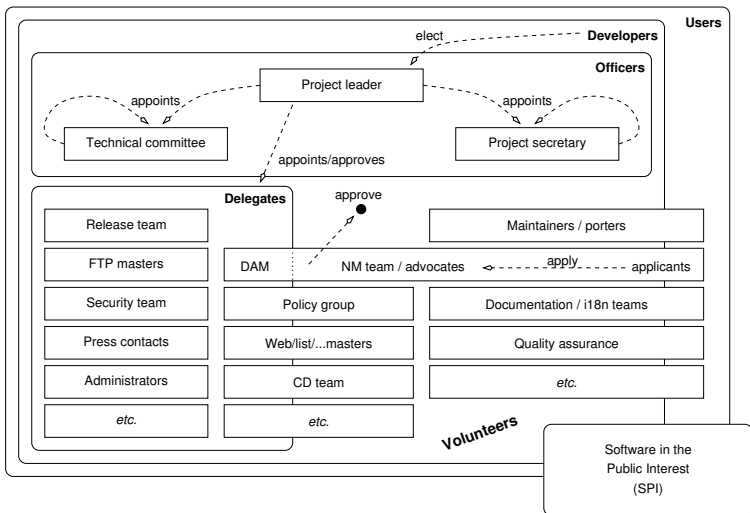 Users
elect
Developers
Officers
Project leader
appoints
appoints
Technical committee
Project secretary
appoints/approves
Delegates
approve
Release team
Maintainers / porters
FTP masters
DAM
NM team / advocates
apply
applicants
Security team
Policy group
Documentation / i18n teams
Press contacts
Web/list/...masters
Quality assurance
Administrators
CD team
etc.
etc.
etc.
Volunteers
Software in the
Public Interest
(SPI)